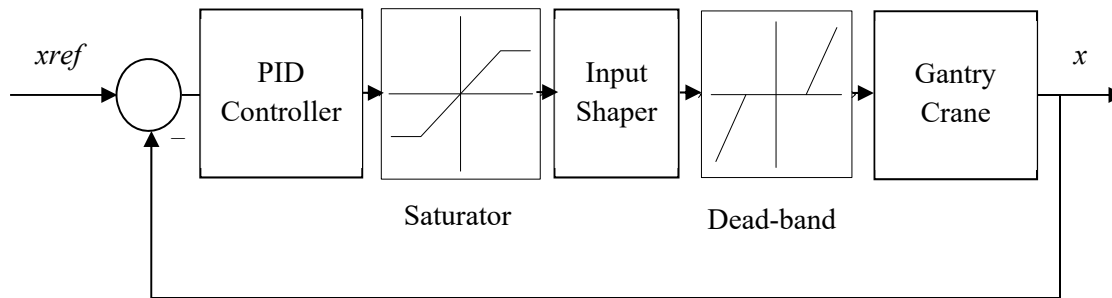 xref
PID
Controller
Saturator
Input
Shaper
Dead-band
Gantry
Crane
x
–